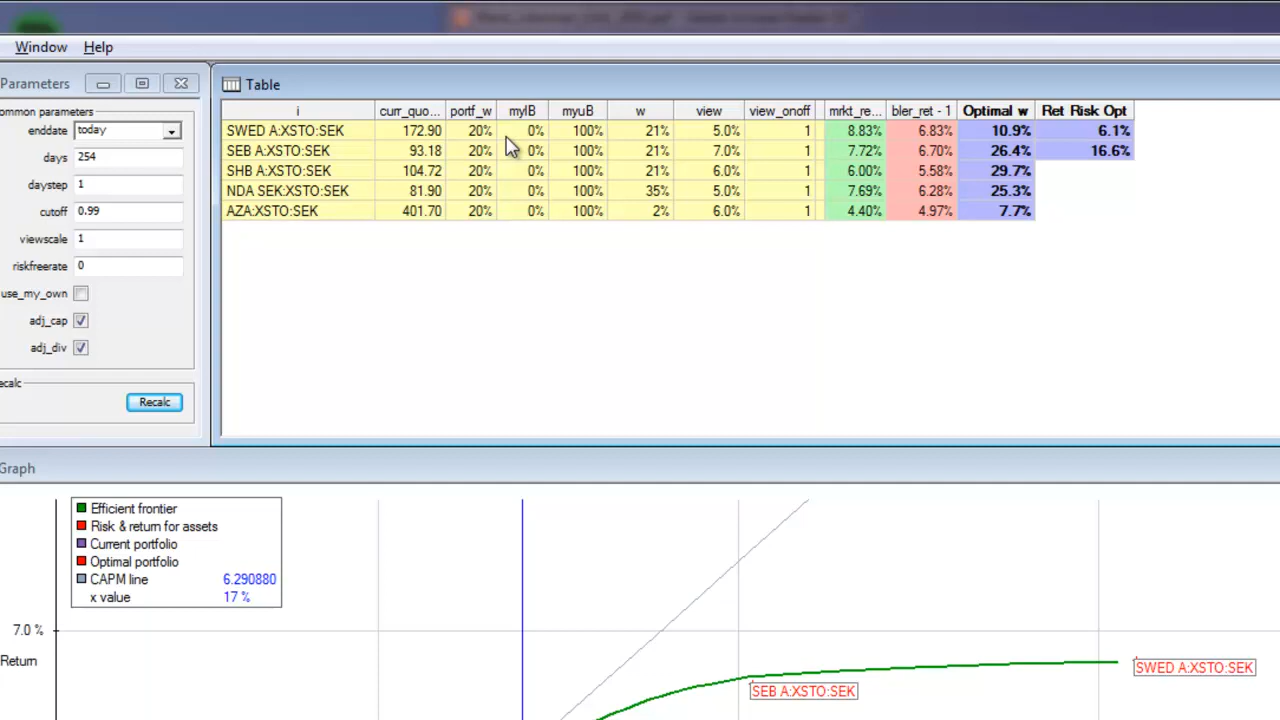 Window Help
Parameters
Table
ommon parameters
enddate today
days 254
daystep 1
cutoff 0.99
viewscale 1
riskfreerate 0
use_my_own
adj_cap
adj_div
ecalc
Recalc
i curr_quo... portf_w mylB myuB w view view_onoff mrkt_re... bler_ret - 1 Optimal w Ret Risk Opt
SWED A:XSTO:SEK 172.90 20% 0% 100% 21% 5.0% 1 8.83% 6.83% 10.9% 6.1%
SEB A:XSTO:SEK 93.18 20% 0% 100% 21% 7.0% 1 7.72% 6.70% 26.4% 16.6%
SHB A:XSTO:SEK 104.72 20% 0% 100% 21% 6.0% 1 6.00% 5.58% 29.7%
NDA SEK:XSTO:SEK 81.90 20% 0% 100% 35% 5.0% 1 7.69% 6.28% 25.3%
AZA:XSTO:SEK 401.70 20% 0% 100% 2% 6.0% 1 4.40% 4.97% 7.7%
Graph
Efficient frontier
Risk & return for assets
Current portfolio
Optimal portfolio
CAPM line 6.290880
x value 17 %
7.0 %
Return
SEB A:XSTO:SEK
SWED A:XSTO:SEK